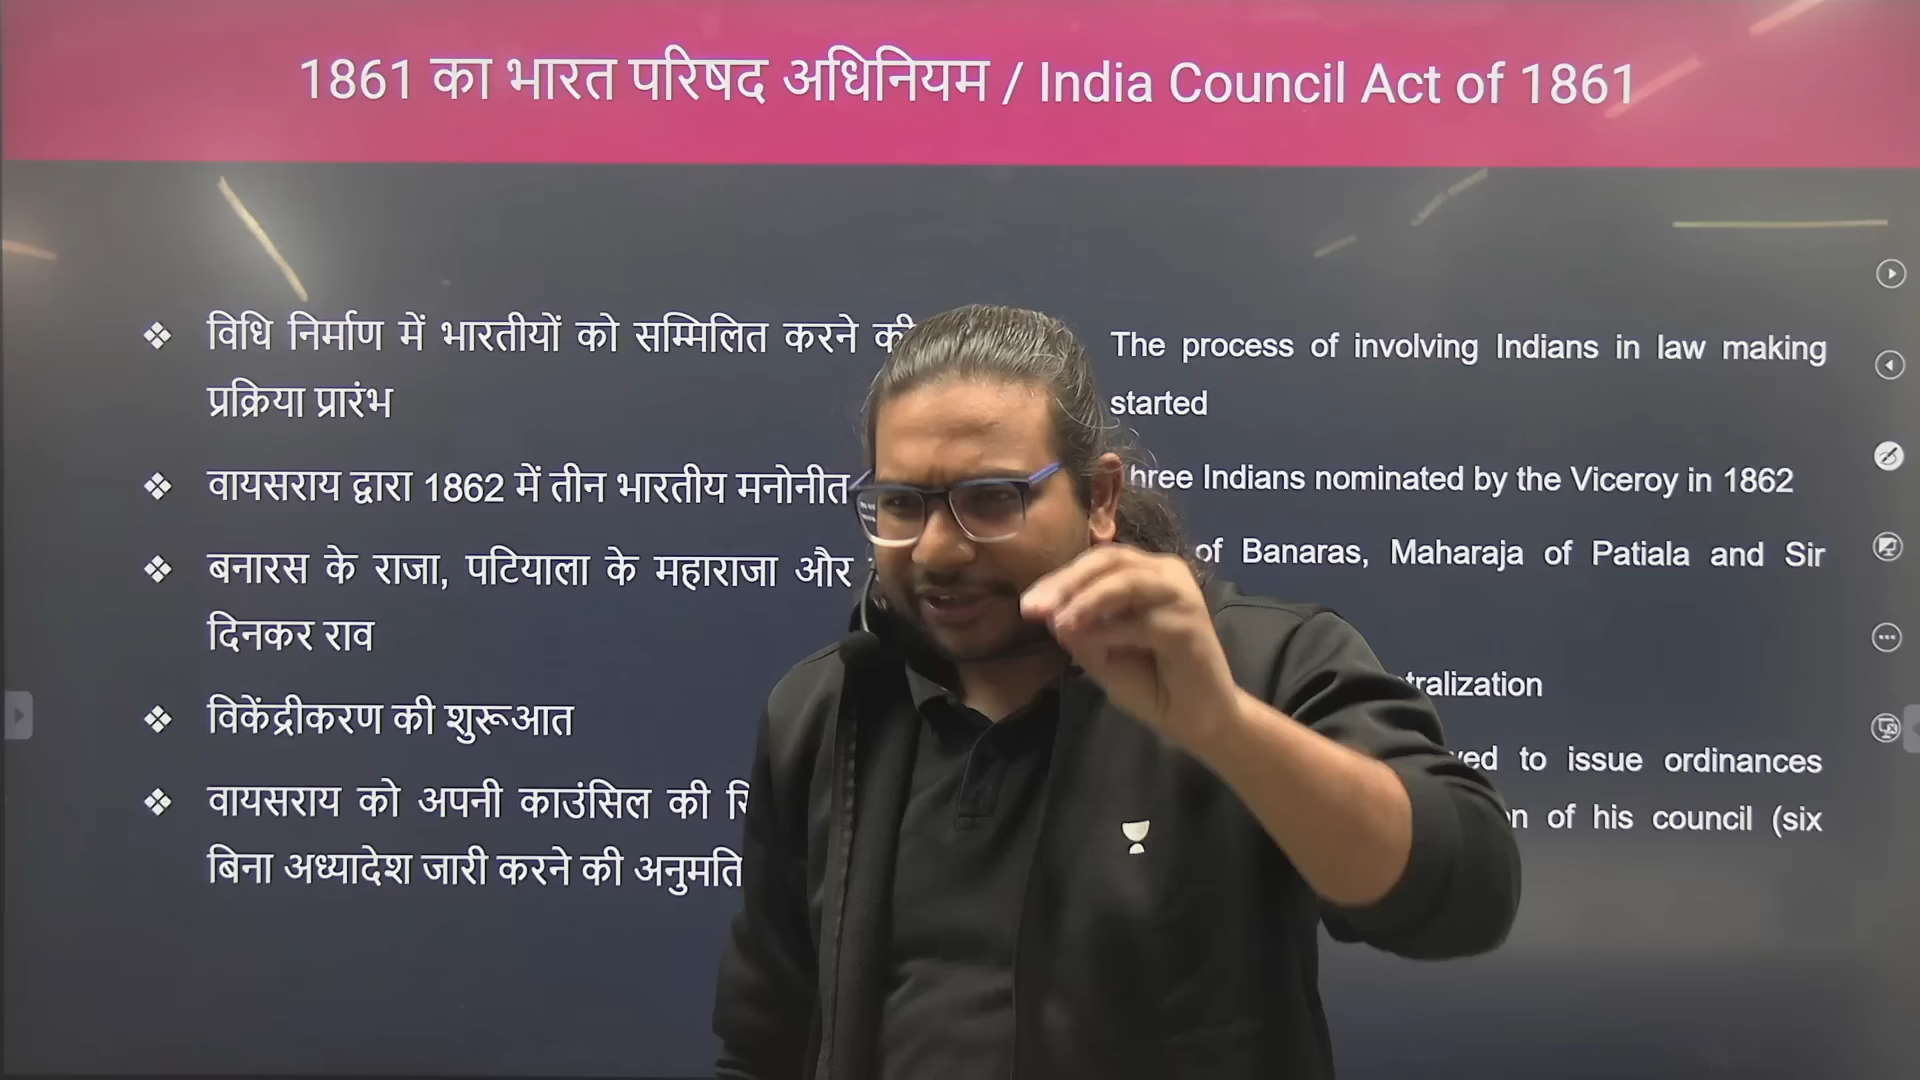 1861 का भारत परिषद अधिनियम / India Council Act of 1861
❖ विधि निर्माण में भारतीयों को सम्मिलित करने की
प्रक्रिया प्रारंभ
❖ वायसराय द्वारा 1862 में तीन भारतीय मनोनीत
❖ बनारस के राजा, पटियाला के महाराजा और
दिनकर राव
❖ विकेंद्रीकरण की शुरूआत
❖ वायसराय को अपनी काउंसिल की
बिना अध्यादेश जारी करने की अनुमति
The process of involving Indians in law making
started
hree Indians nominated by the Viceroy in 1862
of Banaras, Maharaja of Patiala and Sir
tralization
ved to issue ordinances
n of his council (six